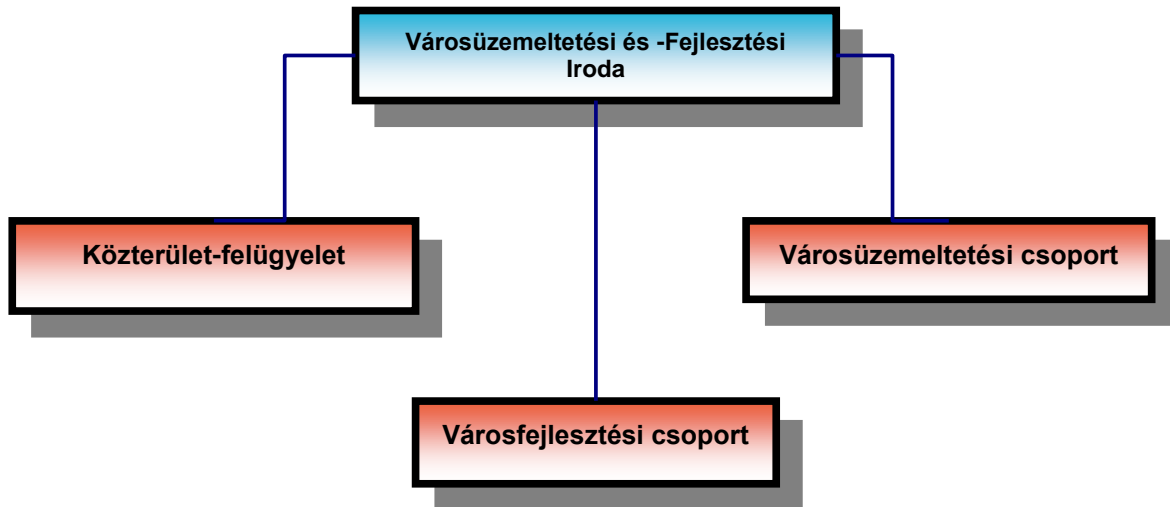 Városüzemeltetési és -Fejlesztési
Iroda
Közterület-felügyelet
Városüzemeltetési csoport
Városfejlesztési csoport